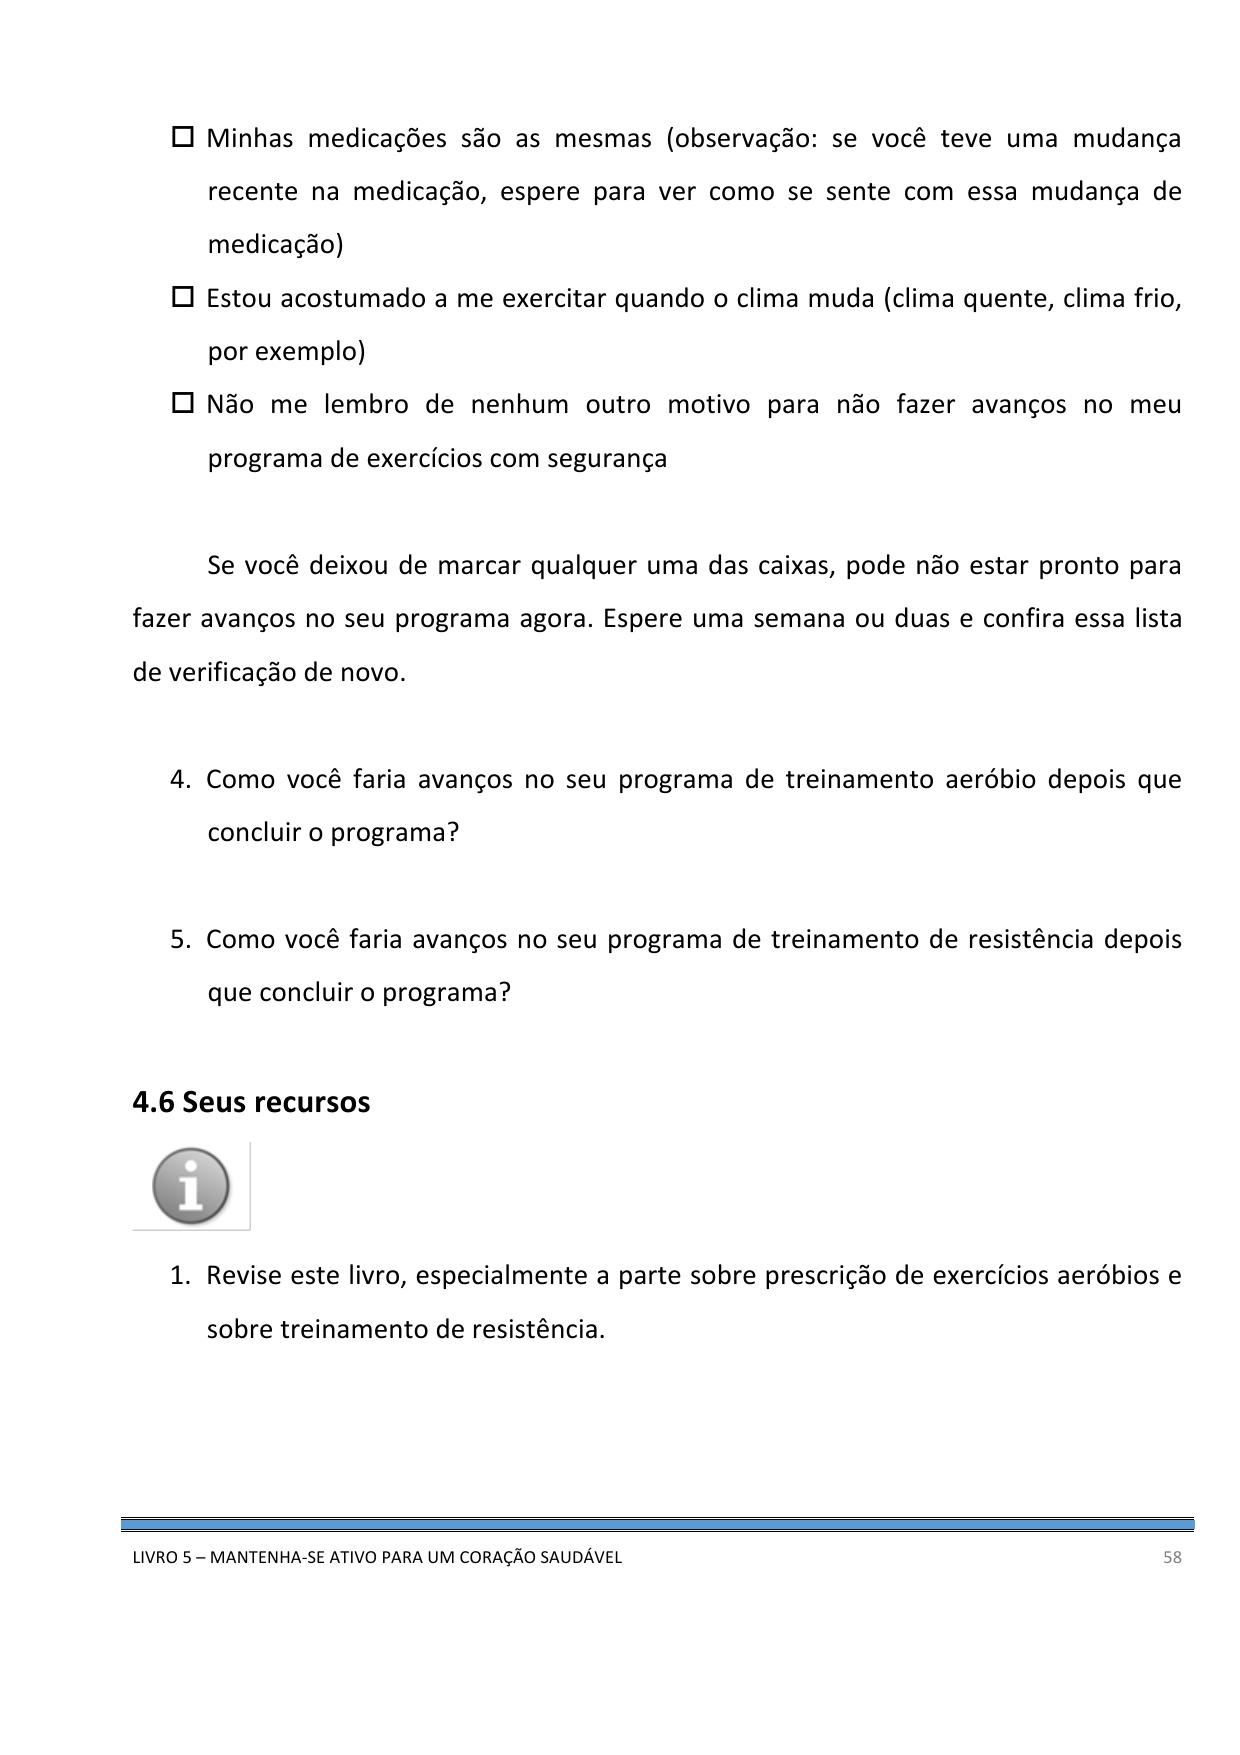 ☐ Minhas medicações são as mesmas (observação: se você teve uma mudança
recente na medicação, espere para ver como se sente com essa mudança de
medicação)
☐ Estou acostumado a me exercitar quando o clima muda (clima quente, clima frio,
por exemplo)
☐ Não me lembro de nenhum outro motivo para não fazer avanços no meu
programa de exercícios com segurança
Se você deixou de marcar qualquer uma das caixas, pode não estar pronto para
fazer avanços no seu programa agora. Espere uma semana ou duas e confira essa lista
de verificação de novo.
4. Como você faria avanços no seu programa de treinamento aeróbio depois que
concluir o programa?
5. Como você faria avanços no seu programa de treinamento de resistência depois
que concluir o programa?
4.6 Seus recursos
i
1. Revise este livro, especialmente a parte sobre prescrição de exercícios aeróbios e
sobre treinamento de resistência.
LIVRO 5 – MANTENHA-SE ATIVO PARA UM CORAÇÃO SAUDÁVEL 58